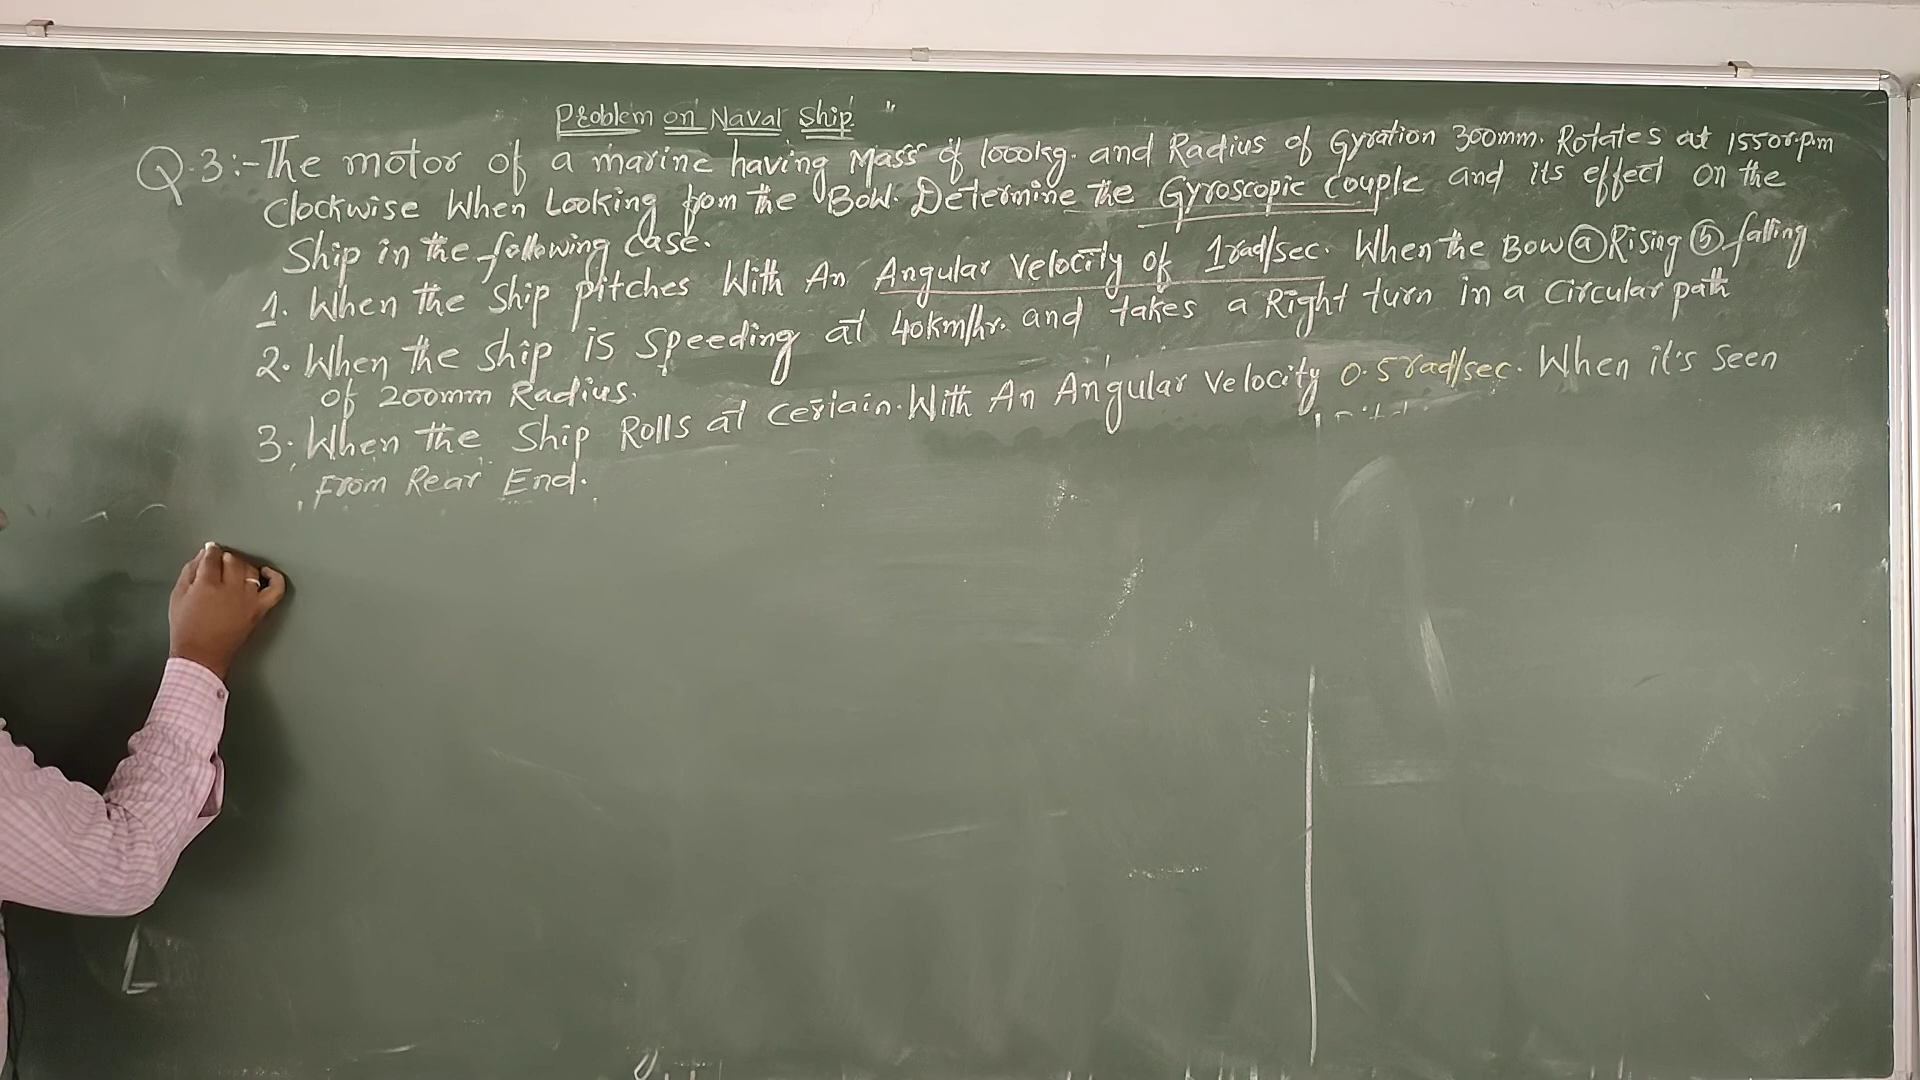 Problem on Naval Ship "
Q.3:- The motor of a marine having Mass of 1000kg. and Radius of Gyration 300mm. Rotates at 1550r.p.m
Clockwise When Looking from the Bow. Determine the Gyroscopic Couple and its effect on the
Ship in the following Case.
1. When the Ship pitches With An Angular Velocity of 1rad/sec. When the Bow ⓐ Rising ⓑ falling
2. When the Ship is Speeding at 40km/hr. and takes a Right turn in a Circular path
of 200mm Radius.
3. When the Ship Rolls at Certain. With An Angular Velocity 0.5rad/sec. When it's Seen
From Rear End.